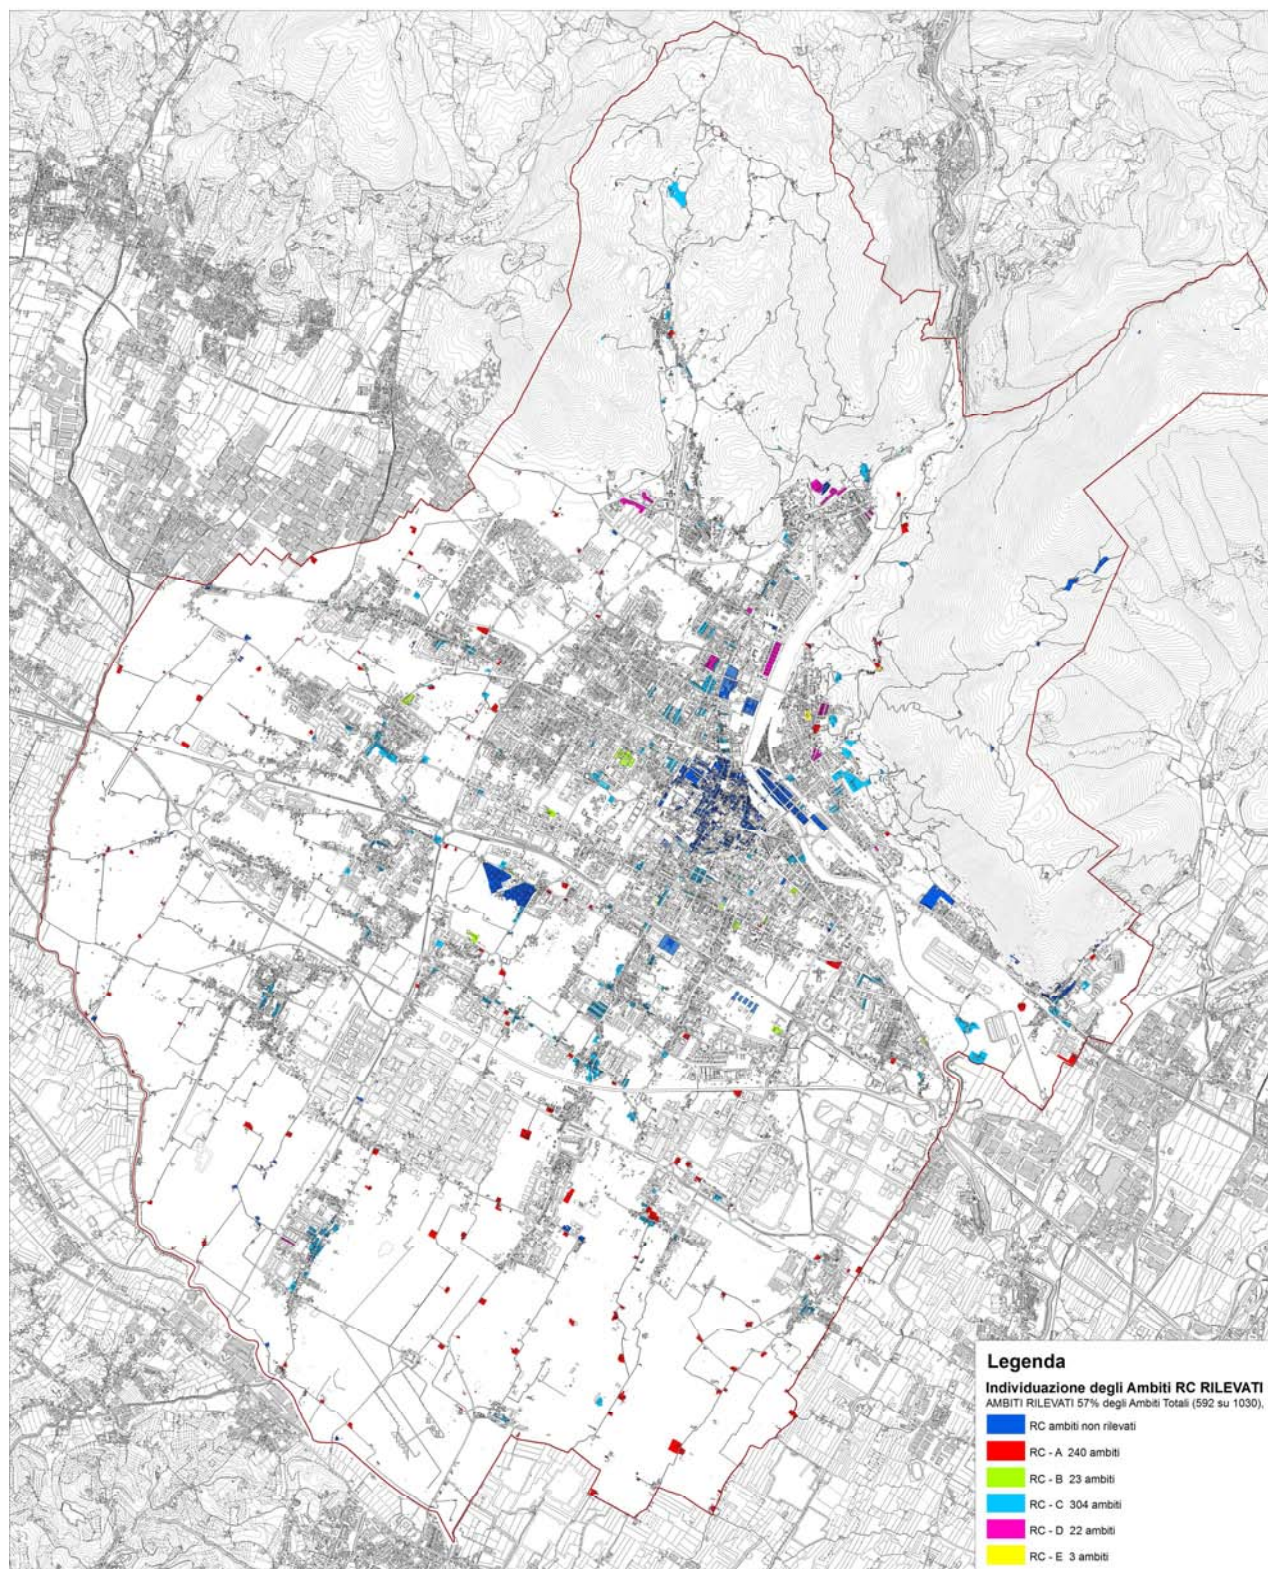 Legenda
Individuazione degli Ambiti RC RILEVATI
AMBITI RILEVATI 57% degli Ambiti Totali (592 su 1030),
RC ambiti non rilevati
RC - A 240 ambiti
RC - B 23 ambiti
RC - C 304 ambiti
RC - D 22 ambiti
RC - E 3 ambiti